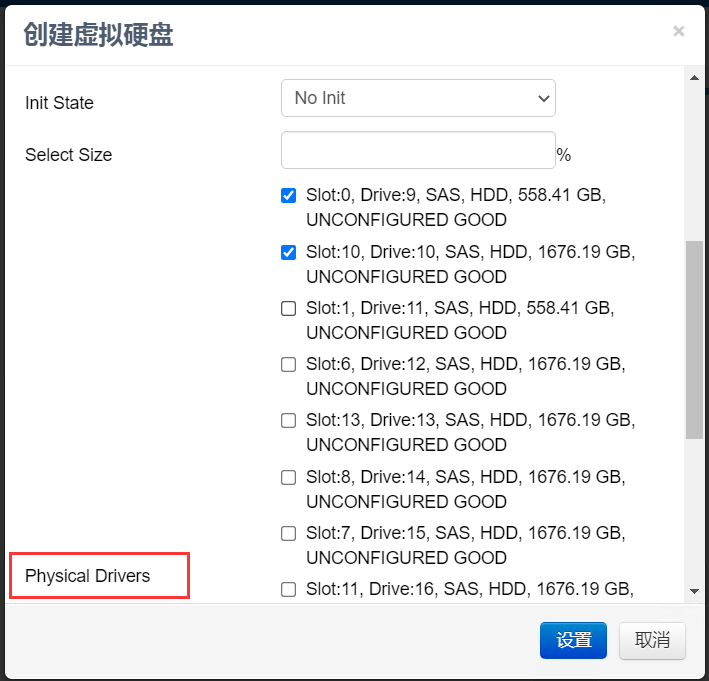 创建虚拟硬盘
×
Init State
No Init
Select Size
%
Slot:0, Drive:9, SAS, HDD, 558.41 GB,
UNCONFIGURED GOOD
Slot:10, Drive:10, SAS, HDD, 1676.19 GB,
UNCONFIGURED GOOD
Slot:1, Drive:11, SAS, HDD, 558.41 GB,
UNCONFIGURED GOOD
Slot:6, Drive:12, SAS, HDD, 1676.19 GB,
UNCONFIGURED GOOD
Slot:13, Drive:13, SAS, HDD, 1676.19 GB,
UNCONFIGURED GOOD
Slot:8, Drive:14, SAS, HDD, 1676.19 GB,
UNCONFIGURED GOOD
Slot:7, Drive:15, SAS, HDD, 1676.19 GB,
UNCONFIGURED GOOD
Physical Drivers
Slot:11, Drive:16, SAS, HDD, 1676.19 GB,
设置
取消